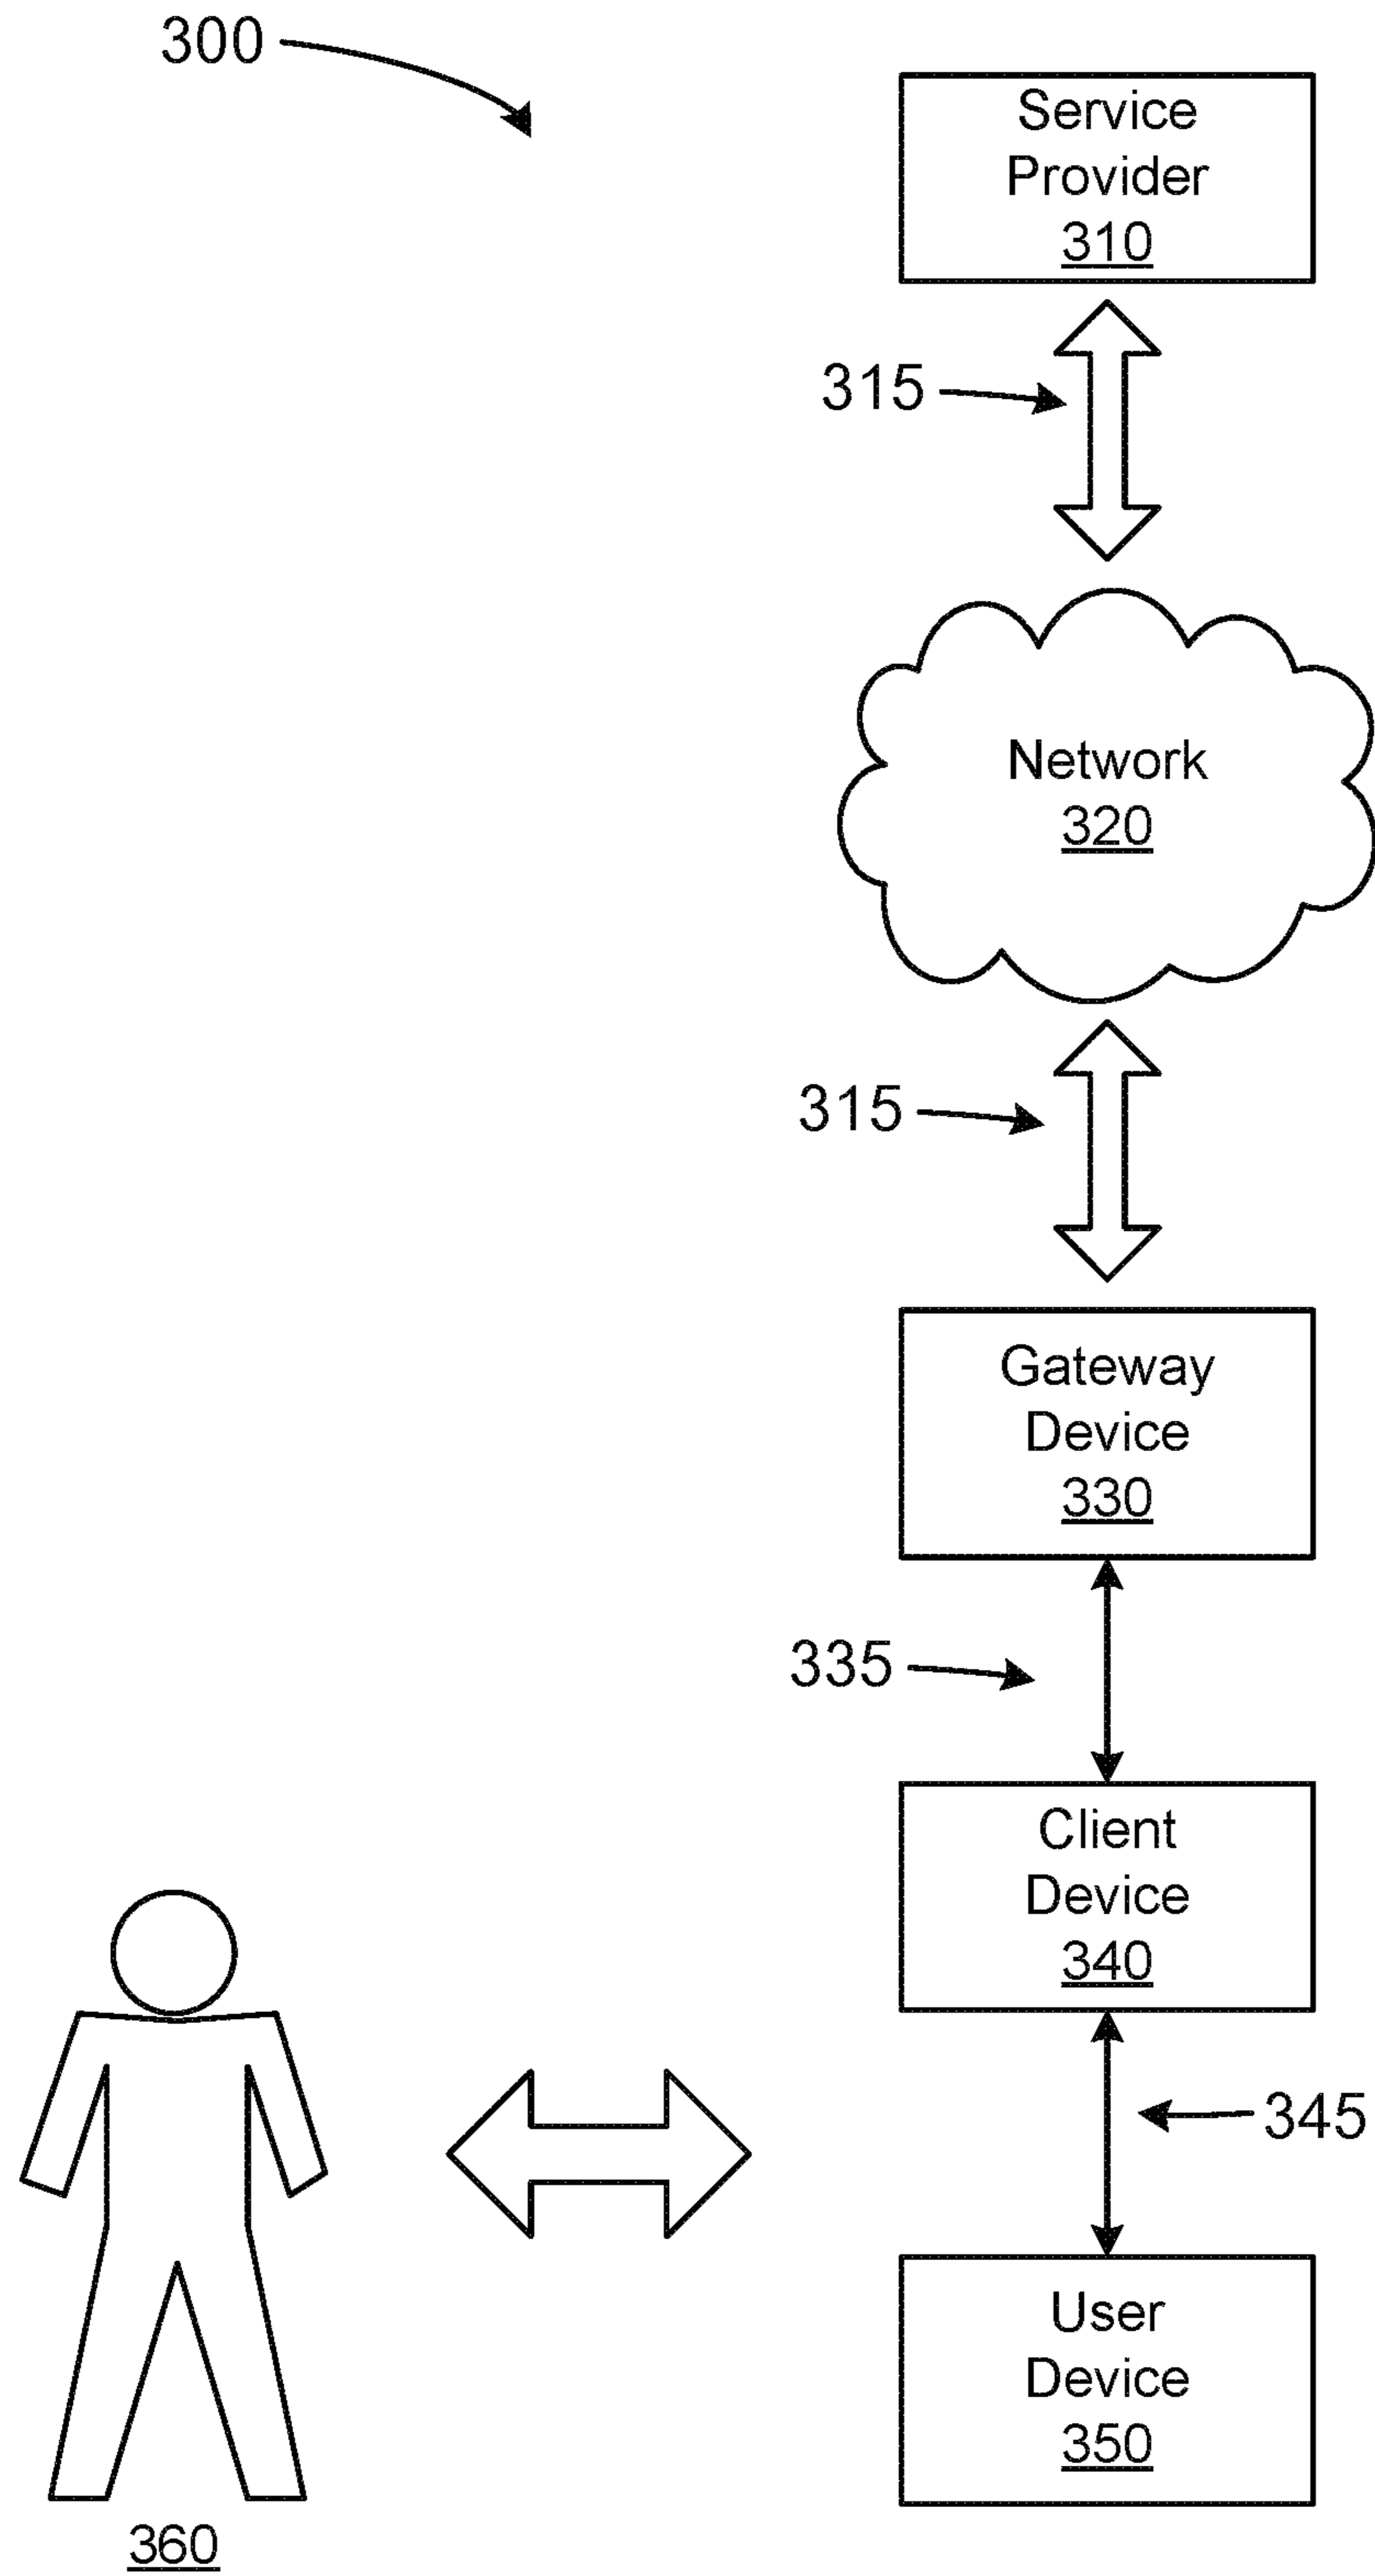 300
Service
Provider
310
315
Network
320
315
Gateway
Device
330
335
Client
Device
340
345
User
Device
350
360